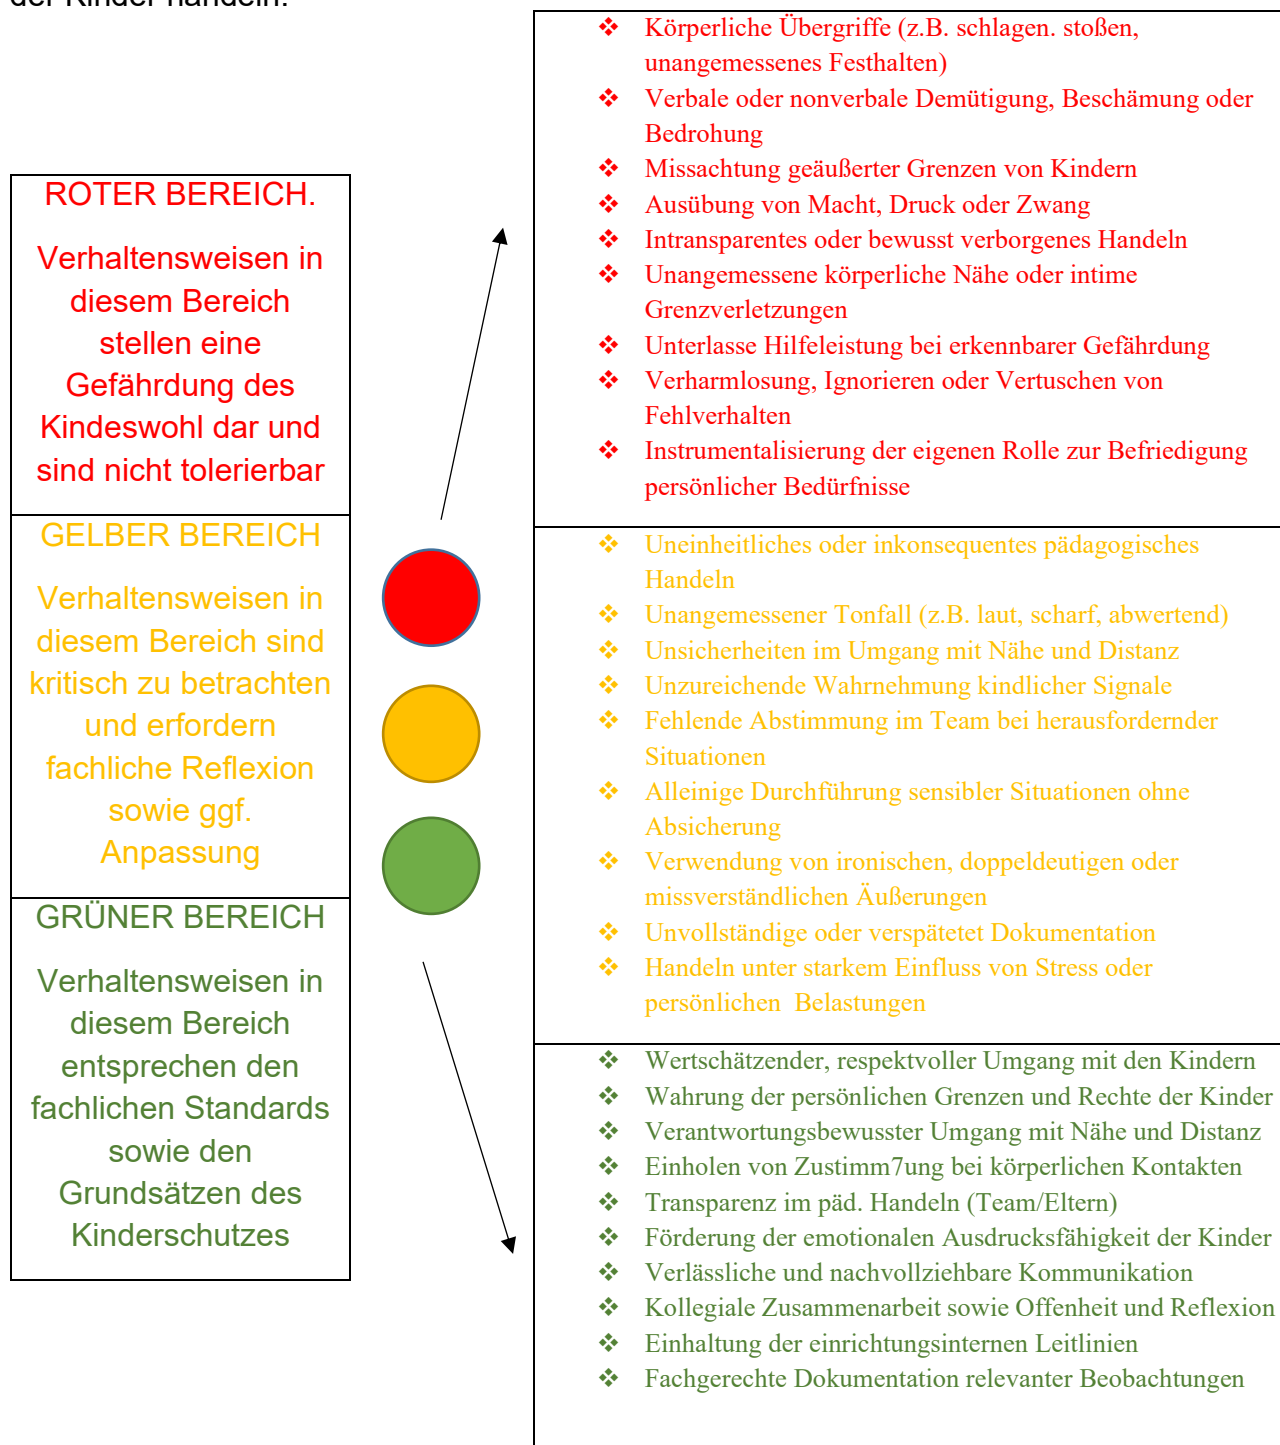 der Kinder handeln.
ROTER BEREICH.
Verhaltensweisen in
diesem Bereich
stellen eine
Gefährdung des
Kindeswohl dar und
sind nicht tolerierbar
GELBER BEREICH
Verhaltensweisen in
diesem Bereich sind
kritisch zu betrachten
und erfordern
fachliche Reflexion
sowie ggf.
Anpassung
GRÜNER BEREICH
Verhaltensweisen in
diesem Bereich
entsprechen den
fachlichen Standards
sowie den
Grundsätzen des
Kinderschutzes
❖ Körperliche Übergriffe (z.B. schlagen. stoßen,
unangemessenes Festhalten)
❖ Verbale oder nonverbale Demütigung, Beschämung oder
Bedrohung
❖ Missachtung geäußerter Grenzen von Kindern
❖ Ausübung von Macht, Druck oder Zwang
❖ Intransparentes oder bewusst verborgenes Handeln
❖ Unangemessene körperliche Nähe oder intime
Grenzverletzungen
❖ Unterlasse Hilfeleistung bei erkennbarer Gefährdung
❖ Verharmlosung, Ignorieren oder Vertuschen von
Fehlverhalten
❖ Instrumentalisierung der eigenen Rolle zur Befriedigung
persönlicher Bedürfnisse
❖ Uneinheitliches oder inkonsequentes pädagogisches
Handeln
❖ Unangemessener Tonfall (z.B. laut, scharf, abwertend)
❖ Unsicherheiten im Umgang mit Nähe und Distanz
❖ Unzureichende Wahrnehmung kindlicher Signale
❖ Fehlende Abstimmung im Team bei herausfordernder
Situationen
❖ Alleinige Durchführung sensibler Situationen ohne
Absicherung
❖ Verwendung von ironischen, doppeldeutigen oder
missverständlichen Äußerungen
❖ Unvollständige oder verspätetet Dokumentation
❖ Handeln unter starkem Einfluss von Stress oder
persönlichen  Belastungen
❖ Wertschätzender, respektvoller Umgang mit den Kindern
❖ Wahrung der persönlichen Grenzen und Rechte der Kinder
❖ Verantwortungsbewusster Umgang mit Nähe und Distanz
❖ Einholen von Zustimm7ung bei körperlichen Kontakten
❖ Transparenz im päd. Handeln (Team/Eltern)
❖ Förderung der emotionalen Ausdrucksfähigkeit der Kinder
❖ Verlässliche und nachvollziehbare Kommunikation
❖ Kollegiale Zusammenarbeit sowie Offenheit und Reflexion
❖ Einhaltung der einrichtungsinternen Leitlinien
❖ Fachgerechte Dokumentation relevanter Beobachtungen